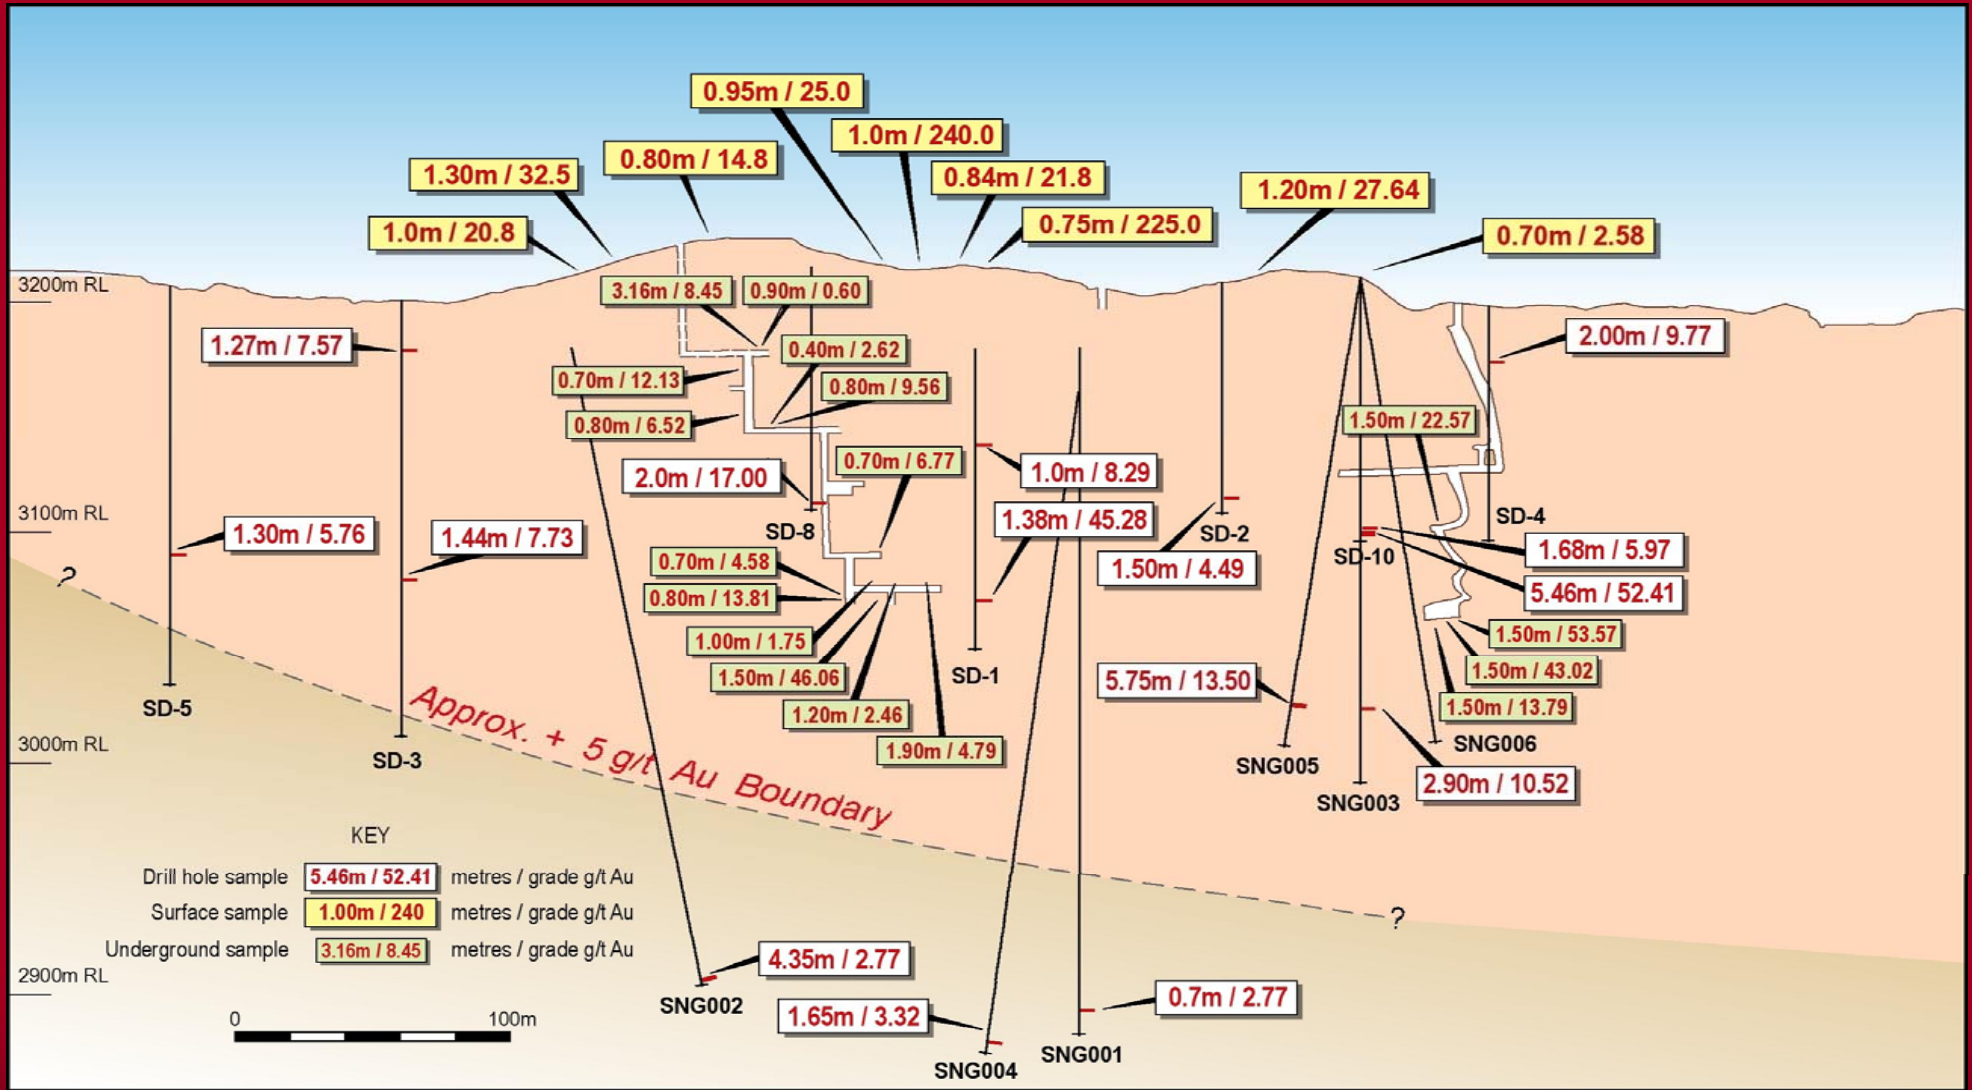 0.95m / 25.0
1.0m / 240.0
0.80m / 14.8
1.30m / 32.5
0.84m / 21.8
1.20m / 27.64
1.0m / 20.8
0.75m / 225.0
0.70m / 2.58
3200m RL
3.16m / 8.45
0.90m / 0.60
1.27m / 7.57
0.40m / 2.62
2.00m / 9.77
0.70m / 12.13
0.80m / 9.56
0.80m / 6.52
1.50m / 22.57
0.70m / 6.77
2.0m / 17.00
1.0m / 8.29
3100m RL
1.38m / 45.28
SD-4
1.30m / 5.76
1.44m / 7.73
SD-8
SD-2
SD-10
1.68m / 5.97
0.70m / 4.58
1.50m / 4.49
?
0.80m / 13.81
5.46m / 52.41
1.00m / 1.75
1.50m / 53.57
1.50m / 46.06
SD-1
5.75m / 13.50
1.50m / 43.02
SD-5
1.20m / 2.46
1.50m / 13.79
3000m RL
SD-3
1.90m / 4.79
SNG005
SNG006
2.90m / 10.52
SNG003
Approx. + 5 g/t Au Boundary
?
KEY
Drill hole sample 5.46m / 52.41 metres / grade g/t Au
Surface sample 1.00m / 240 metres / grade g/t Au
Underground sample 3.16m / 8.45 metres / grade g/t Au
2900m RL
4.35m / 2.77
SNG002
0.7m / 2.77
1.65m / 3.32
0 100m
SNG001
SNG004